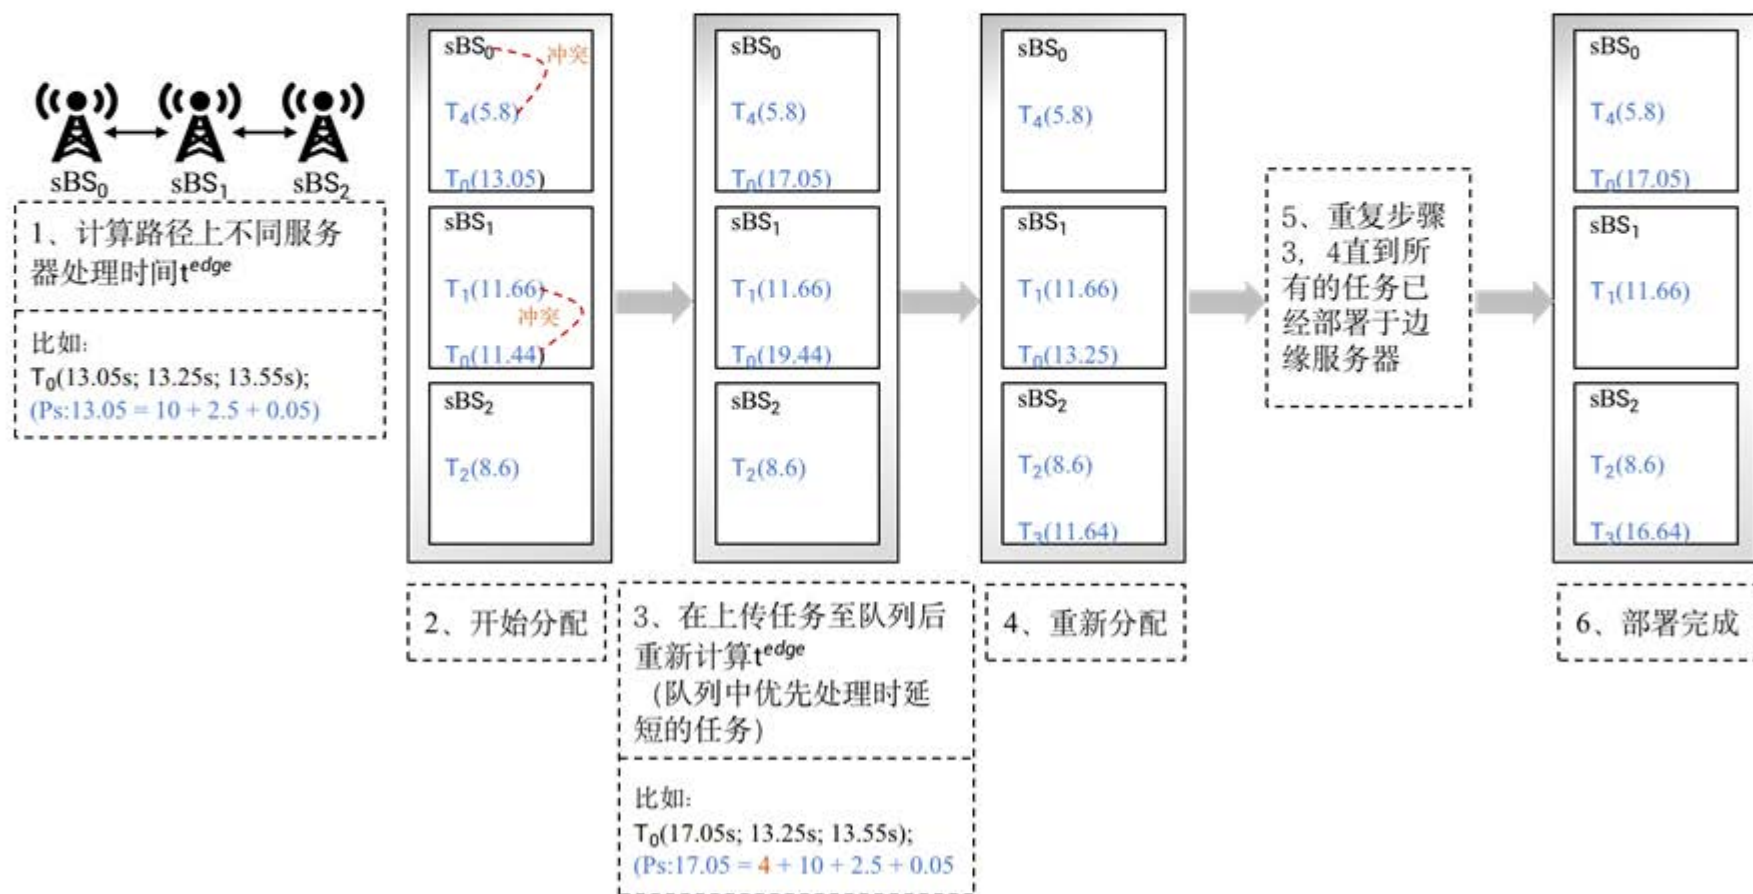 sBS0
sBS1
sBS2
1、计算路径上不同服务
器处理时间t^edge
比如：
T0(13.05s; 13.25s; 13.55s);
(Ps:13.05 = 10 + 2.5 + 0.05)
sBS0
冲突
T4(5.8)
T0(13.05)
sBS1
T1(11.66)
冲突
T0(11.44)
sBS2
T2(8.6)
2、开始分配
sBS0
T4(5.8)
T0(17.05)
sBS1
T1(11.66)
T0(19.44)
sBS2
T2(8.6)
3、在上传任务至队列后
重新计算t^edge
（队列中优先处理时延
短的任务）
比如：
T0(17.05s; 13.25s; 13.55s);
(Ps:17.05 = 4 + 10 + 2.5 + 0.05
sBS0
T4(5.8)
sBS1
T1(11.66)
T0(13.25)
sBS2
T2(8.6)
T3(11.64)
4、重新分配
5、重复步骤
3，4直到所
有的任务已
经部署于边
缘服务器
sBS0
T4(5.8)
T0(17.05)
sBS1
T1(11.66)
sBS2
T2(8.6)
T3(16.64)
6、部署完成